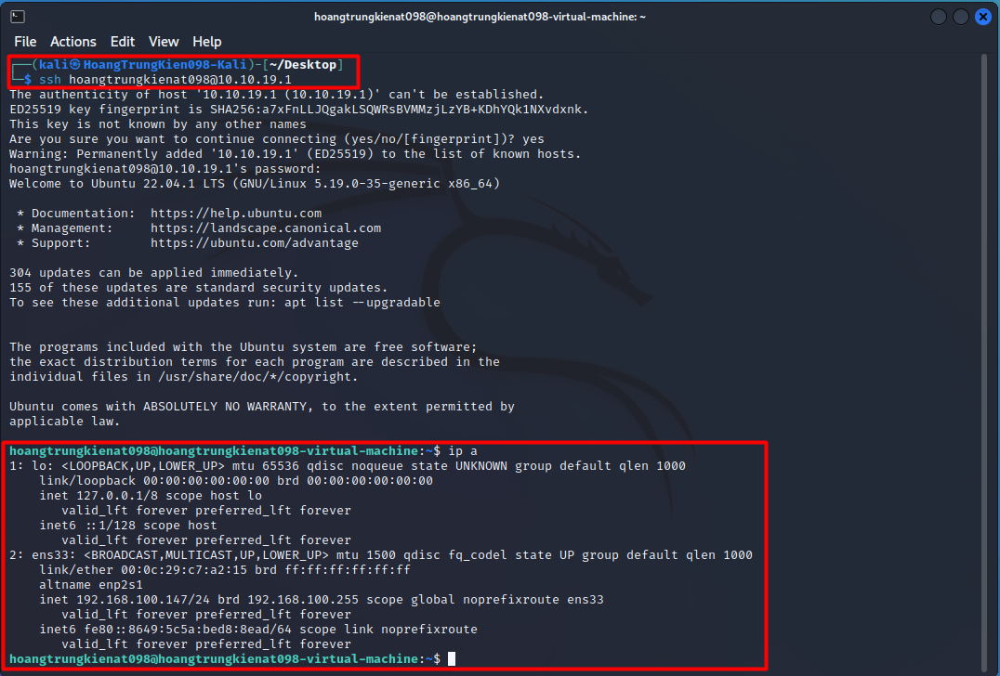 hoangtrungkienat098@hoangtrungkienat098-virtual-machine: ~
File Actions Edit View Help
┌──(kali㉿HoangTrungKien098-Kali)-[~/Desktop]
└─$ ssh hoangtrungkienat098@10.10.19.1
The authenticity of host '10.10.19.1 (10.10.19.1)' can't be established.
ED25519 key fingerprint is SHA256:a7xFnLLJQgakLSQWRsBVMMzjLzYB+KDhYQk1NXvdxnk.
This key is not known by any other names
Are you sure you want to continue connecting (yes/no/[fingerprint])? yes
Warning: Permanently added '10.10.19.1' (ED25519) to the list of known hosts.
hoangtrungkienat098@10.10.19.1's password:
Welcome to Ubuntu 22.04.1 LTS (GNU/Linux 5.19.0-35-generic x86_64)
* Documentation:  https://help.ubuntu.com
* Management:     https://landscape.canonical.com
* Support:        https://ubuntu.com/advantage
304 updates can be applied immediately.
155 of these updates are standard security updates.
To see these additional updates run: apt list --upgradable
The programs included with the Ubuntu system are free software;
the exact distribution terms for each program are described in the
individual files in /usr/share/doc/*/copyright.
Ubuntu comes with ABSOLUTELY NO WARRANTY, to the extent permitted by
applicable law.
hoangtrungkienat098@hoangtrungkienat098-virtual-machine:~$ ip a
1: lo: <LOOPBACK,UP,LOWER_UP> mtu 65536 qdisc noqueue state UNKNOWN group default qlen 1000
link/loopback 00:00:00:00:00:00 brd 00:00:00:00:00:00
inet 127.0.0.1/8 scope host lo
valid_lft forever preferred_lft forever
inet6 ::1/128 scope host
valid_lft forever preferred_lft forever
2: ens33: <BROADCAST,MULTICAST,UP,LOWER_UP> mtu 1500 qdisc fq_codel state UP group default qlen 1000
link/ether 00:0c:29:c7:a2:15 brd ff:ff:ff:ff:ff:ff
altname enp2s1
inet 192.168.100.147/24 brd 192.168.100.255 scope global noprefixroute ens33
valid_lft forever preferred_lft forever
inet6 fe80::8649:5c5a:bed8:8ead/64 scope link noprefixroute
valid_lft forever preferred_lft forever
hoangtrungkienat098@hoangtrungkienat098-virtual-machine:~$